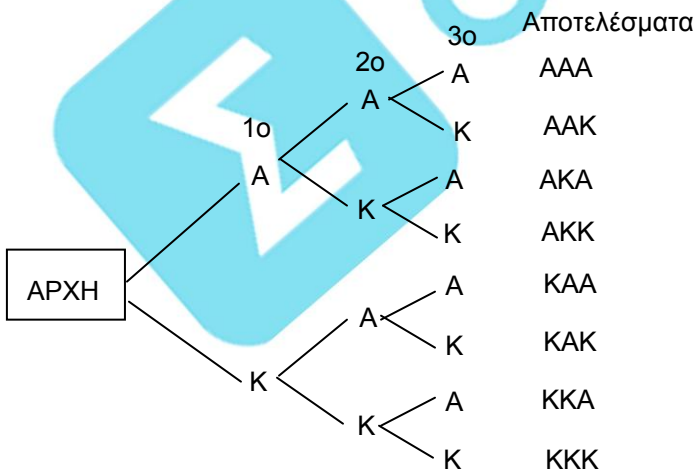 Αποτελέσματα
3ο
2ο
Α ΑΑΑ
Α
1ο
Κ ΑΑΚ
Α
Α ΑΚΑ
Κ
Κ ΑΚΚ
ΑΡΧΗ
Α ΚΑΑ
Α
Κ ΚΑΚ
Κ
Α ΚΚΑ
Κ
Κ ΚΚΚ